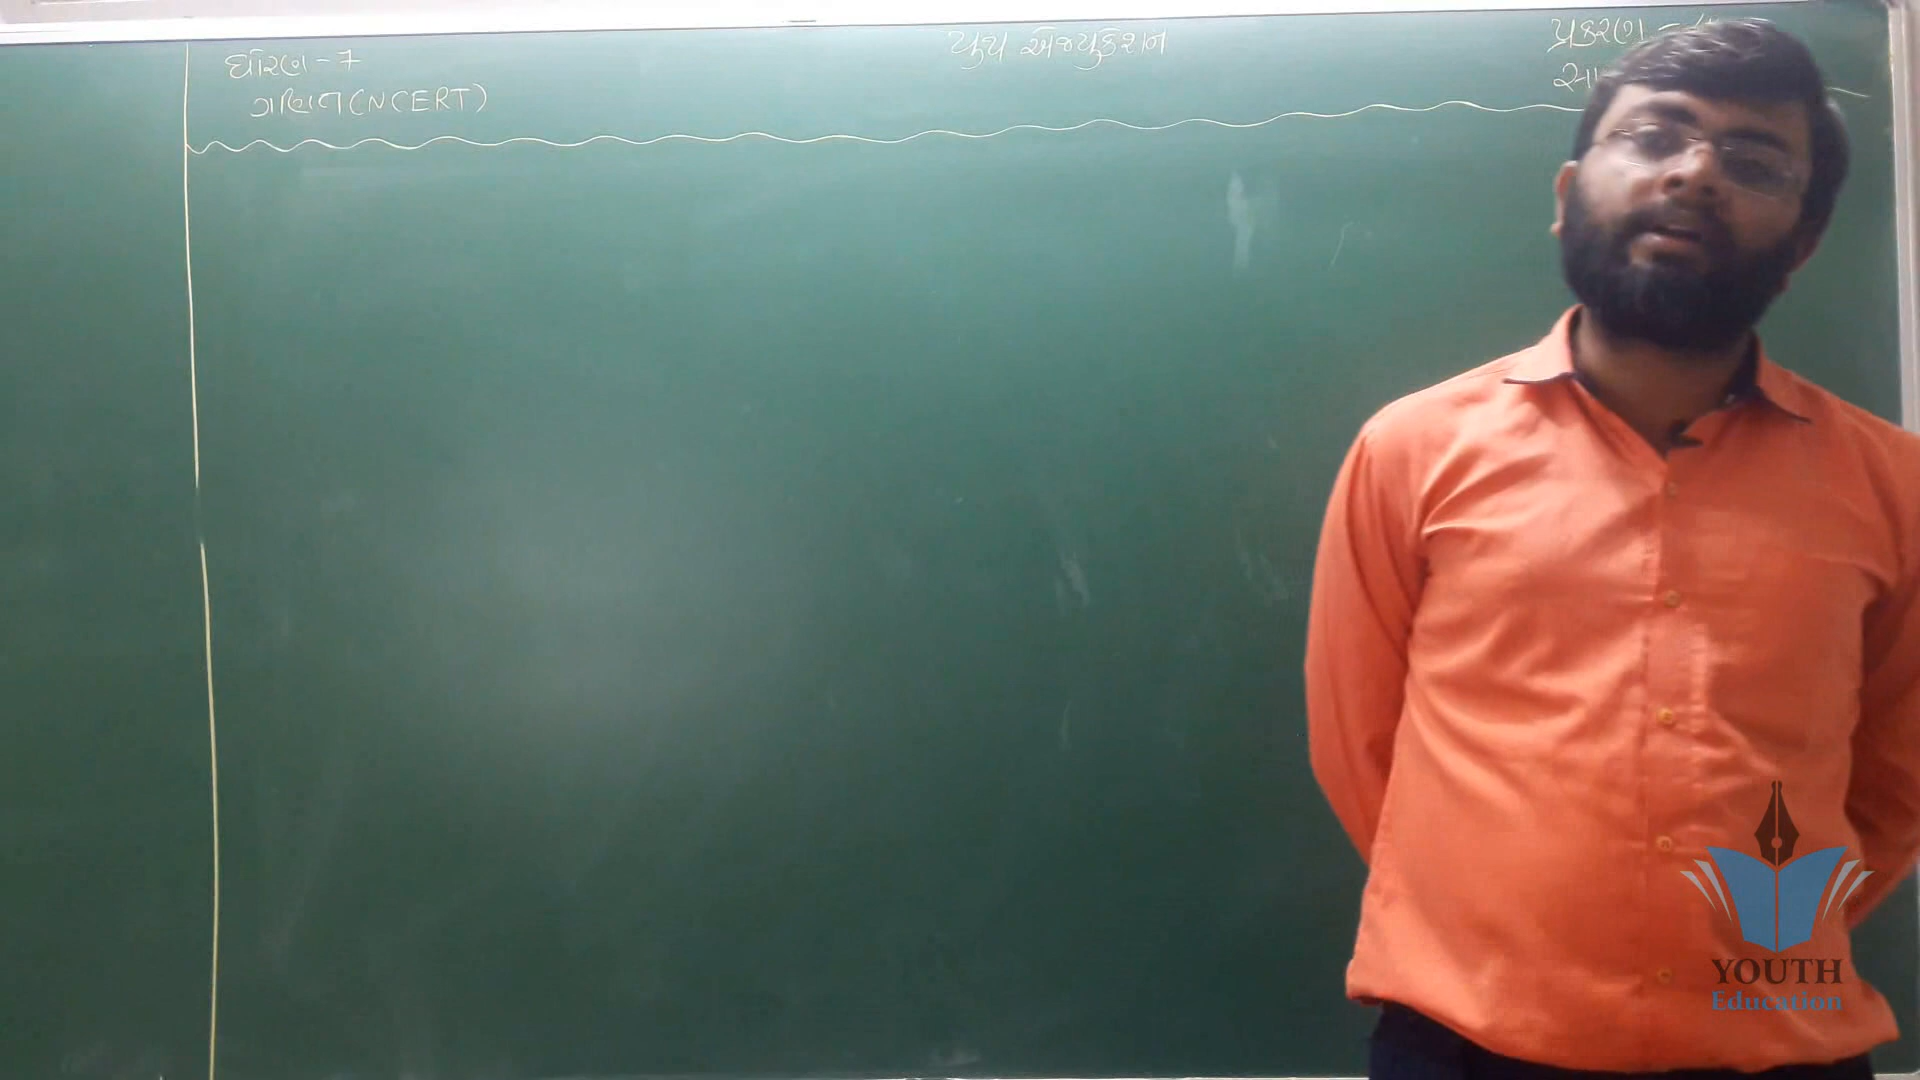 ધોરણ - 7
ગણિત (NCERT)
યુથ એજ્યુકેશન
પ્રકરણ -
YOUTH
Education